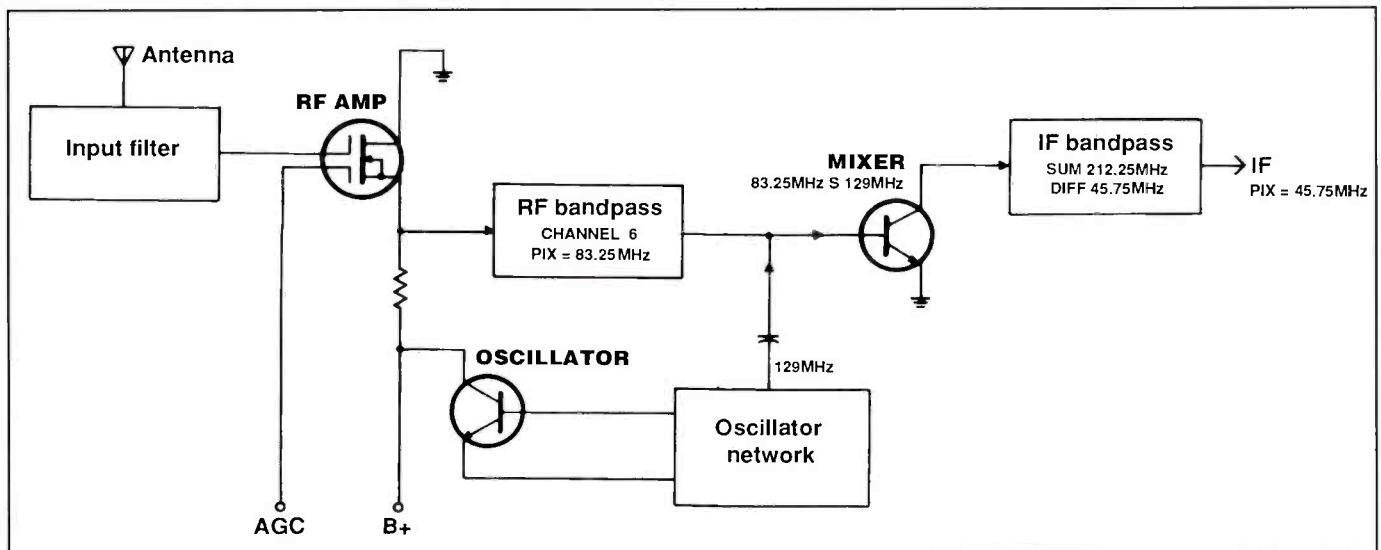 Antenna
RF AMP
Input filter
MIXER
83.25MHz S 129MHz
IF bandpass
SUM 212.25MHz
DIFF 45.75MHz
IF
PIX = 45.75MHz
RF bandpass
CHANNEL 6
PIX = 83.25MHz
OSCILLATOR
129MHz
Oscillator
network
AGC
B+